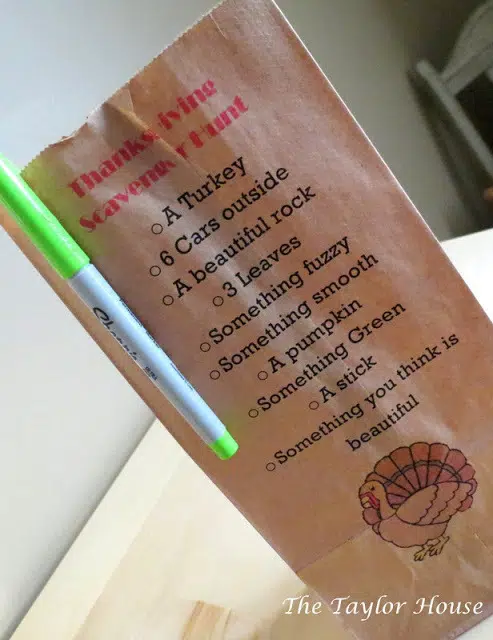 Thanksgiving
Scavenger Hunt
A Turkey
6 Cars outside
A beautiful rock
3 Leaves
Something fuzzy
Something smooth
A pumpkin
Something Green
A stick
Something you think is
beautiful
Sharpie
The Taylor House